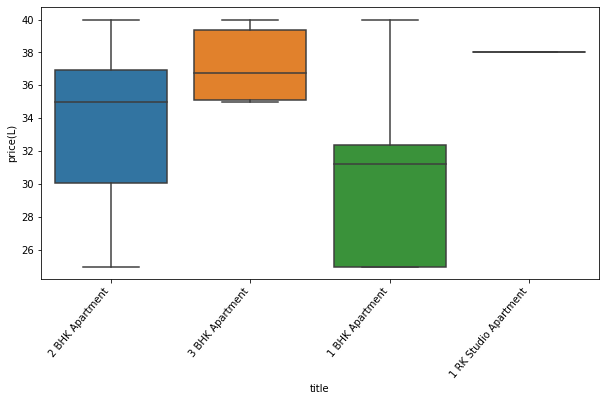 40
38
36
34
32
30
28
26
price(L)
2 BHK Apartment
3 BHK Apartment
1 BHK Apartment
1 RK Studio Apartment
title